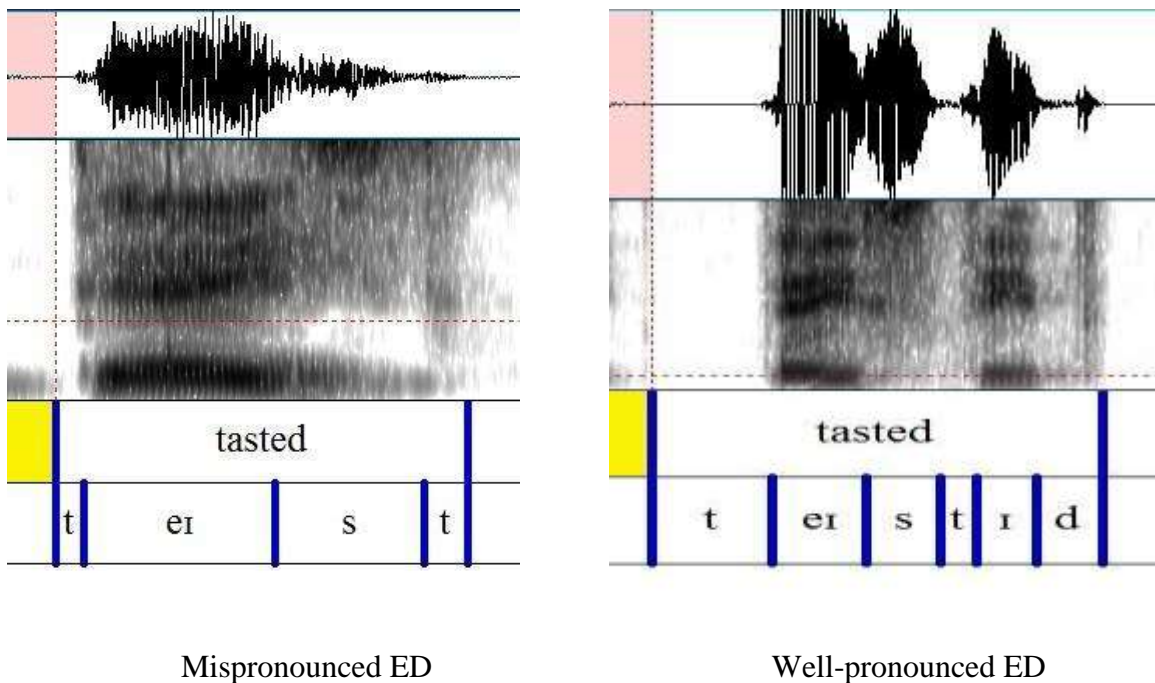 tasted
t eɪ s t
Mispronounced ED
tasted
t eɪ s t ɪ d
Well-pronounced ED